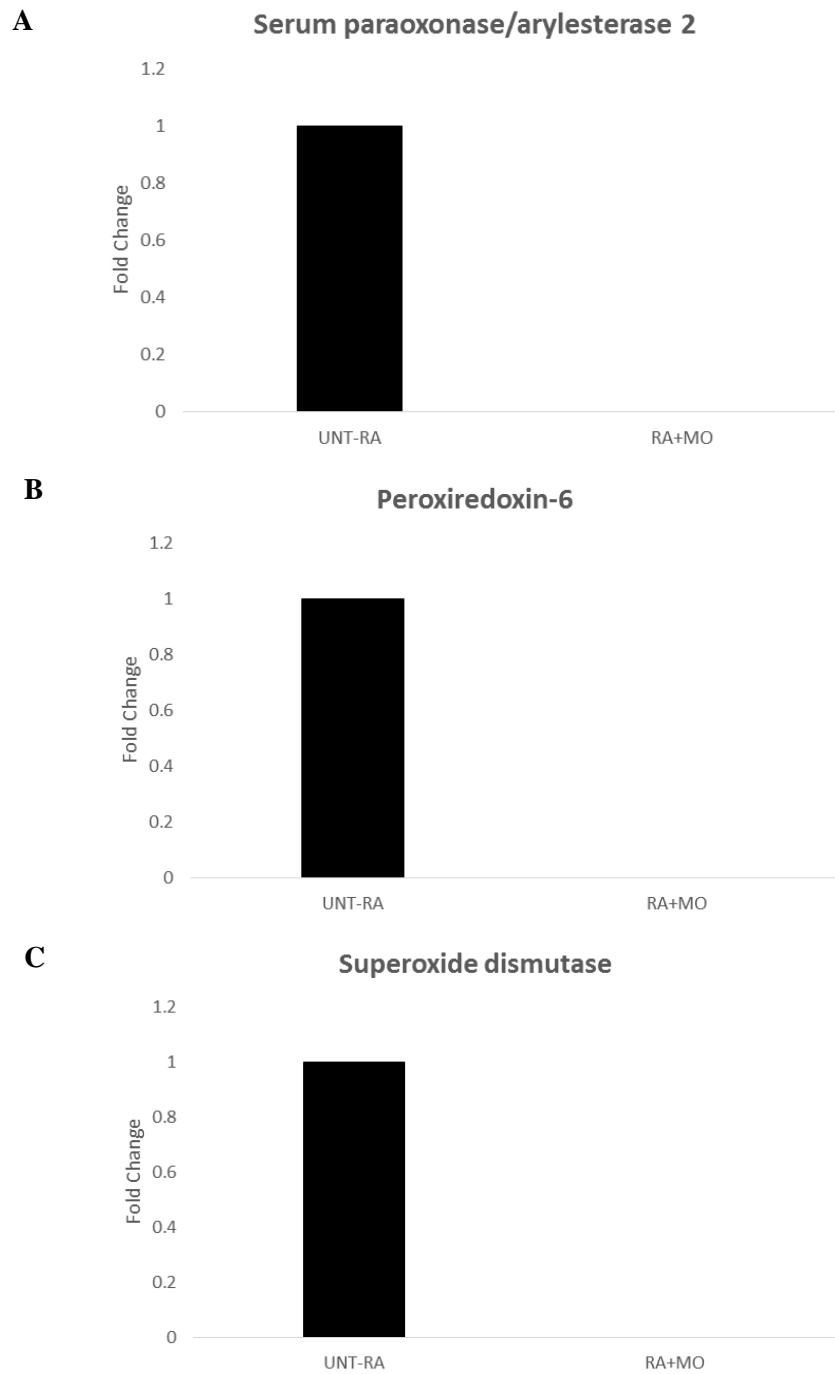 A
Serum paraoxonase/arylesterase 2
1.2
1
0.8
0.6
0.4
0.2
0
Fold Change
UNT-RA
RA+MO
B
Peroxiredoxin-6
1.2
1
0.8
0.6
0.4
0.2
0
Fold Change
UNT-RA
RA+MO
C
Superoxide dismutase
1.2
1
0.8
0.6
0.4
0.2
0
Fold Change
UNT-RA
RA+MO